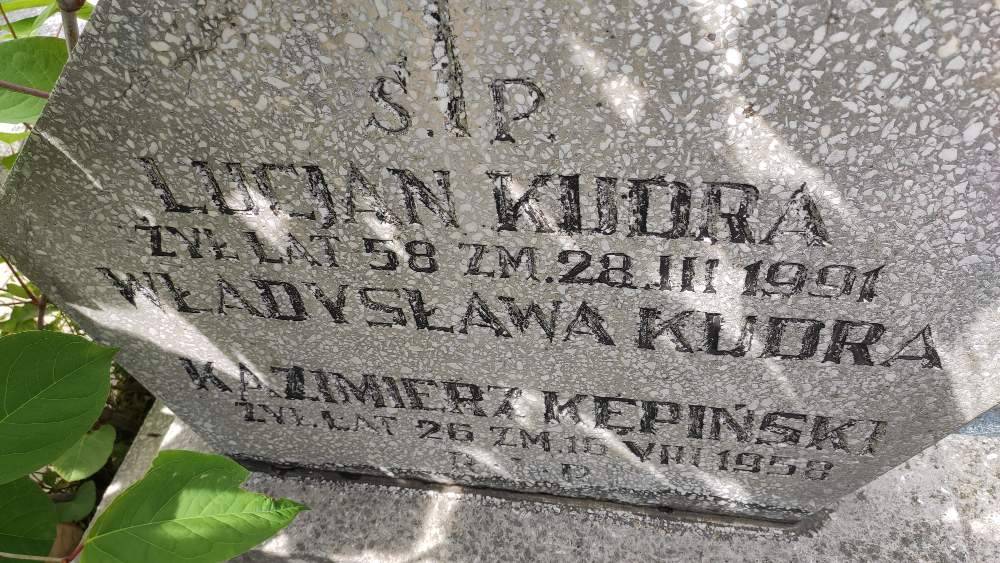 Ś.†P.
LUCJAN KUDRA
ŻYŁ LAT 58 ZM. 28.III 1991
WŁADYSŁAWA KUDRA
KAZIMIERZ KĘPIŃSKI
ŻYŁ.LAT 26 ZM. VIII 1958